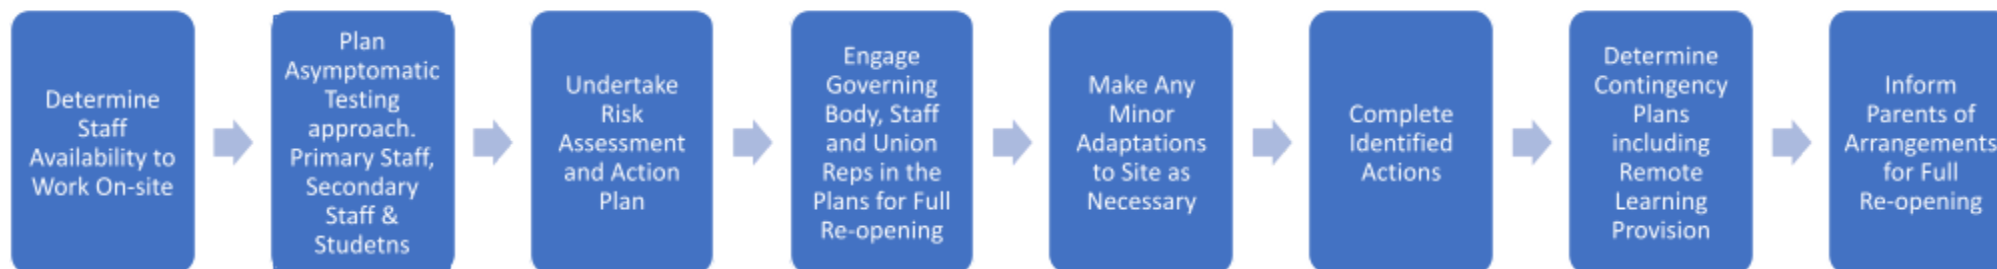 Determine
Staff
Availability to
Work On-site
Plan
Asymptomatic
Testing
approach.
Primary Staff,
Secondary
Staff &
Studetns
Undertake
Risk
Assessment
and Action
Plan
Engage
Governing
Body, Staff
and Union
Reps in the
Plans for Full
Re-opening
Make Any
Minor
Adaptations
to Site as
Necessary
Complete
Identified
Actions
Determine
Contingency
Plans
including
Remote
Learning
Provision
Inform
Parents of
Arrangements
for Full
Re-opening